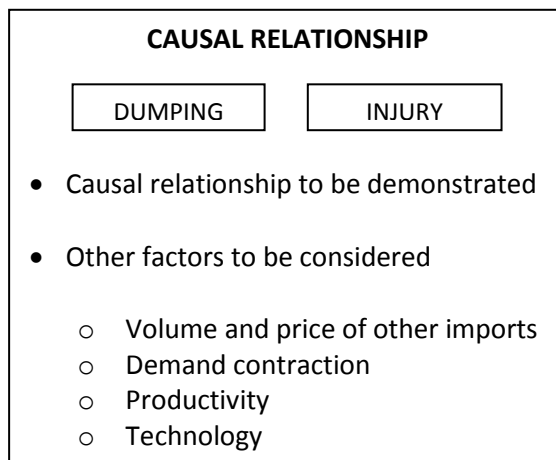 CAUSAL RELATIONSHIP
DUMPING INJURY
• Causal relationship to be demonstrated
• Other factors to be considered
o Volume and price of other imports
o Demand contraction
o Productivity
o Technology